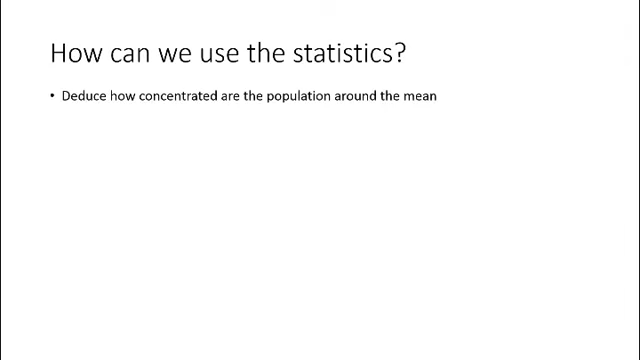 How can we use the statistics?
• Deduce how concentrated are the population around the mean